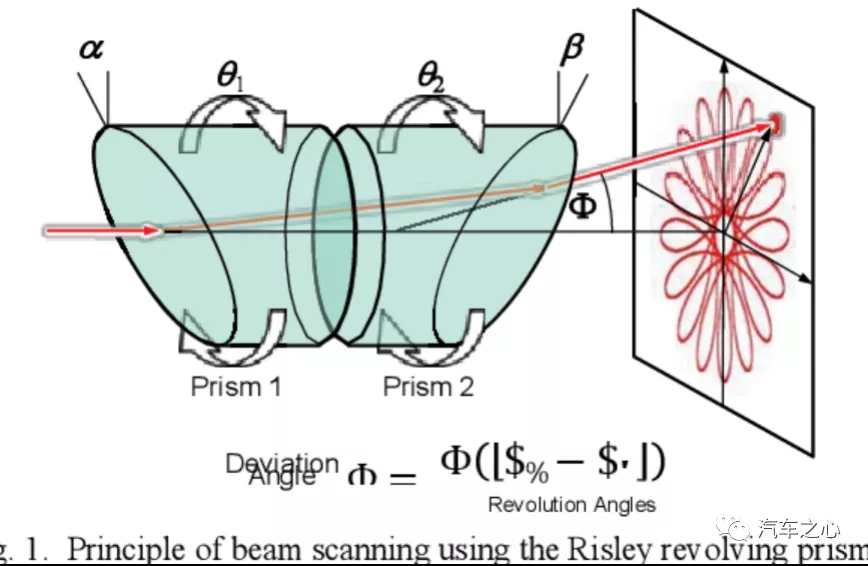 α
β
θ1
θ2
Φ
Prism 1
Prism 2
Deviation
Angle
Φ = Φ(⌊$% − $' ⌋)
Revolution Angles
汽车之心
g. 1. Principle of beam scanning using the Risley revolving prism